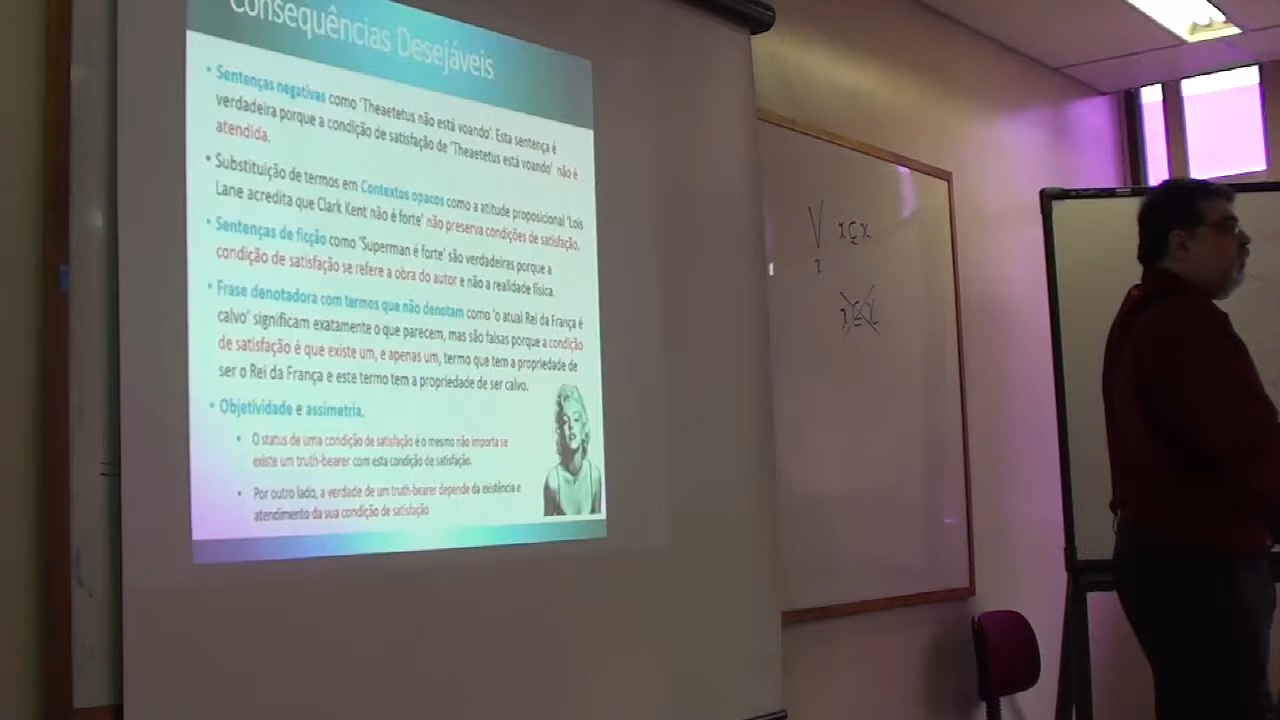 Consequências Desejáveis
• Sentenças negativas como 'Theaetetus não está voando'. Esta sentença é
verdadeira porque a condição de satisfação de 'Theaetetus está voando' não é
atendida.
• Substituição de termos em Contextos opacos como a atitude proposicional 'Lois
Lane acredita que Clark Kent não é forte' não preserva condições de satisfação.
• Sentenças de ficção como 'Superman é forte' são verdadeiras porque a
condição de satisfação se refere a obra do autor e não a realidade física.
• Frase denotadora com termos que não denotam como 'o atual Rei da França é
calvo' significam exatamente o que parecem, mas são falsas porque a condição
de satisfação é que existe um, e apenas um, termo que tem a propriedade de
ser o Rei da França e este termo tem a propriedade de ser calvo.
• Objetividade e assimetria.
• O status de uma condição de satisfação é o mesmo não importa se
existe um truth-bearer com esta condição de satisfação.
• Por outro lado, a verdade de um truth-bearer depende da existência e
atendimento da sua condição de satisfação